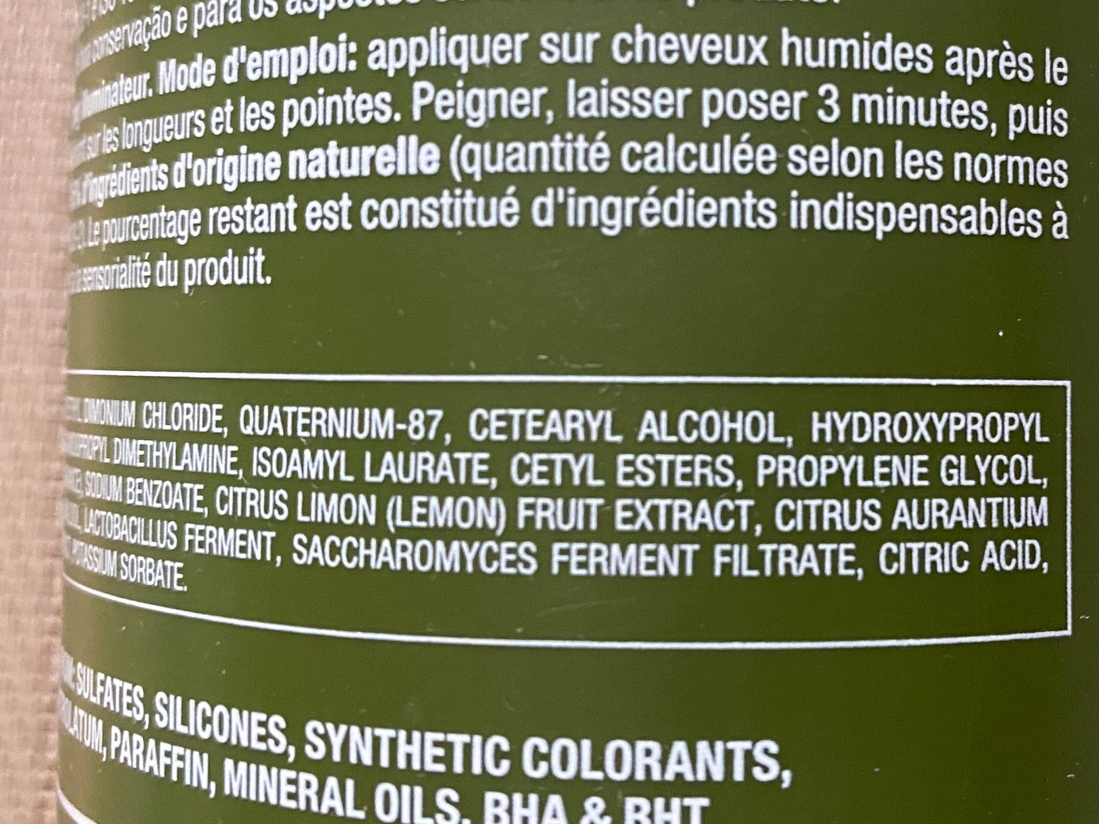 conservação e para os
Mode d'emploi: appliquer sur cheveux humides après le
sur les longueurs et les pointes. Peigner, laisser poser 3 minutes, puis
d'ingrédients d'origine naturelle (quantité calculée selon les normes
Le pourcentage restant est constitué d'ingrédients indispensables à
sensorialité du produit.
DIMONIUM CHLORIDE, QUATERNIUM-87, CETEARYL ALCOHOL, HYDROXYPROPYL
DIMETHYLAMINE, ISOAMYL LAURATE, CETYL ESTERS, PROPYLENE GLYCOL,
SODIUM BENZOATE, CITRUS LIMON (LEMON) FRUIT EXTRACT, CITRUS AURANTIUM
LACTOBACILLUS FERMENT, SACCHAROMYCES FERMENT FILTRATE, CITRIC ACID,
POTASSIUM SORBATE.
SULFATES, SILICONES, SYNTHETIC COLORANTS,
PARAFFIN, MINERAL OILS, BHA & BHT